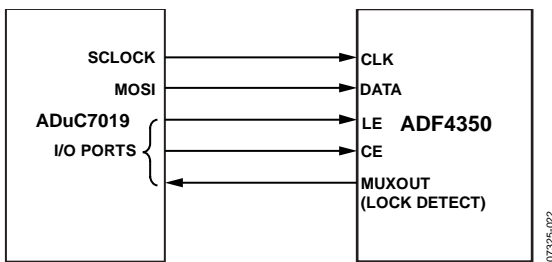 SCLOCK
MOSI
ADuC7019
I/O PORTS
CLK
DATA
LE
ADF4350
CE
MUXOUT
(LOCK DETECT)
07325-022